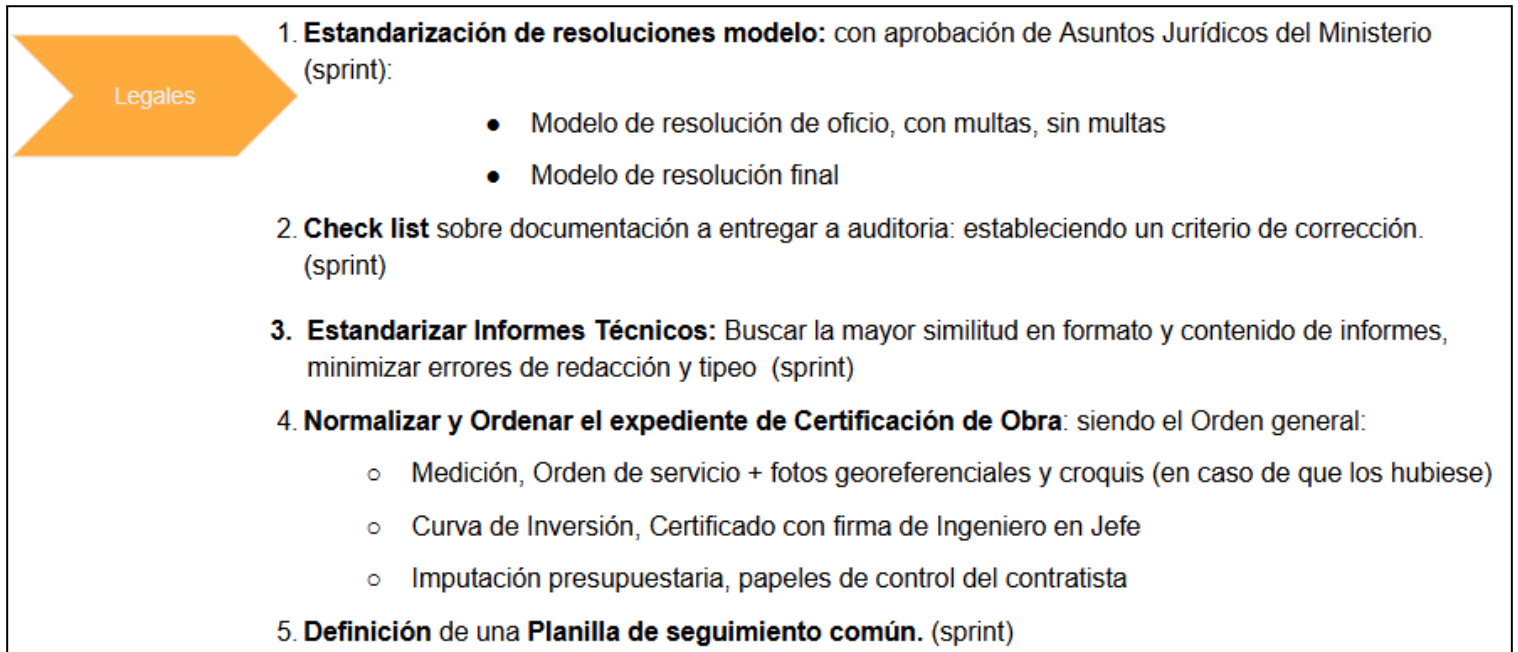 Legales
1. Estandarización de resoluciones modelo: con aprobación de Asuntos Jurídicos del Ministerio
(sprint):
● Modelo de resolución de oficio, con multas, sin multas
● Modelo de resolución final
2. Check list sobre documentación a entregar a auditoria: estableciendo un criterio de corrección.
(sprint)
3. Estandarizar Informes Técnicos: Buscar la mayor similitud en formato y contenido de informes,
minimizar errores de redacción y tipeo (sprint)
4. Normalizar y Ordenar el expediente de Certificación de Obra: siendo el Orden general:
○ Medición, Orden de servicio + fotos georeferenciales y croquis (en caso de que los hubiese)
○ Curva de Inversión, Certificado con firma de Ingeniero en Jefe
○ Imputación presupuestaria, papeles de control del contratista
5. Definición de una Planilla de seguimiento común. (sprint)